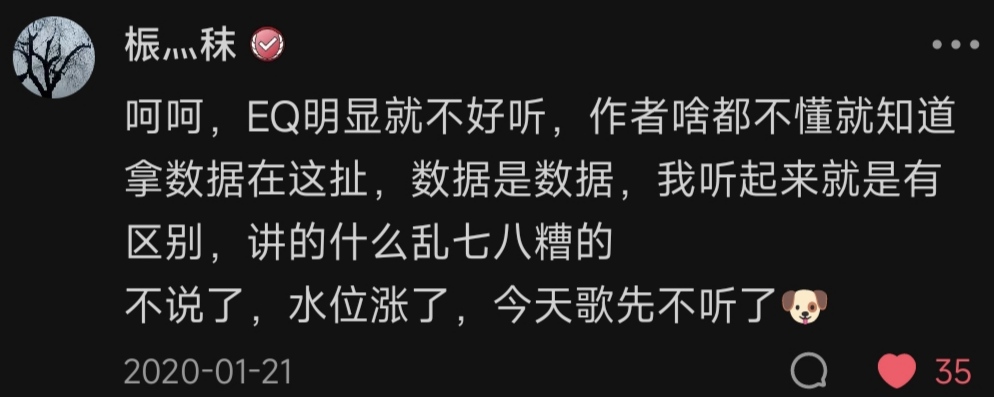 桭灬秣
呵呵，EQ明显就不好听，作者啥都不懂就知道
拿数据在这扯，数据是数据，我听起来就是有
区别，讲的什么乱七八糟的
不说了，水位涨了，今天歌先不听了
2020-01-21
35